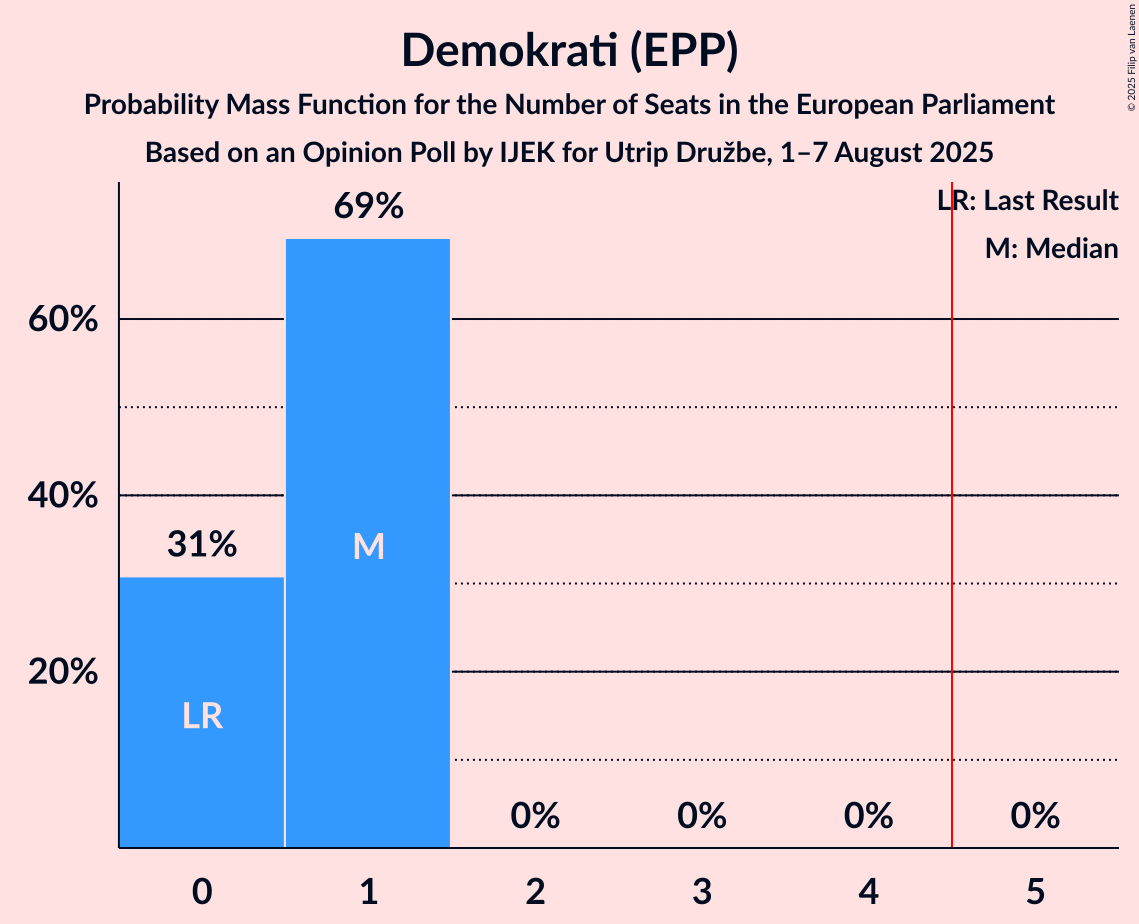 Demokrati (EPP)
Probability Mass Function for the Number of Seats in the European Parliament
Based on an Opinion Poll by IJEK for Utrip Družbe, 1–7 August 2025
© 2025 Filip van Laenen
LR: Last Result
M: Median
69%
60%
40%
31%
M
20%
LR
0% 0% 0% 0%
0 1 2 3 4 5